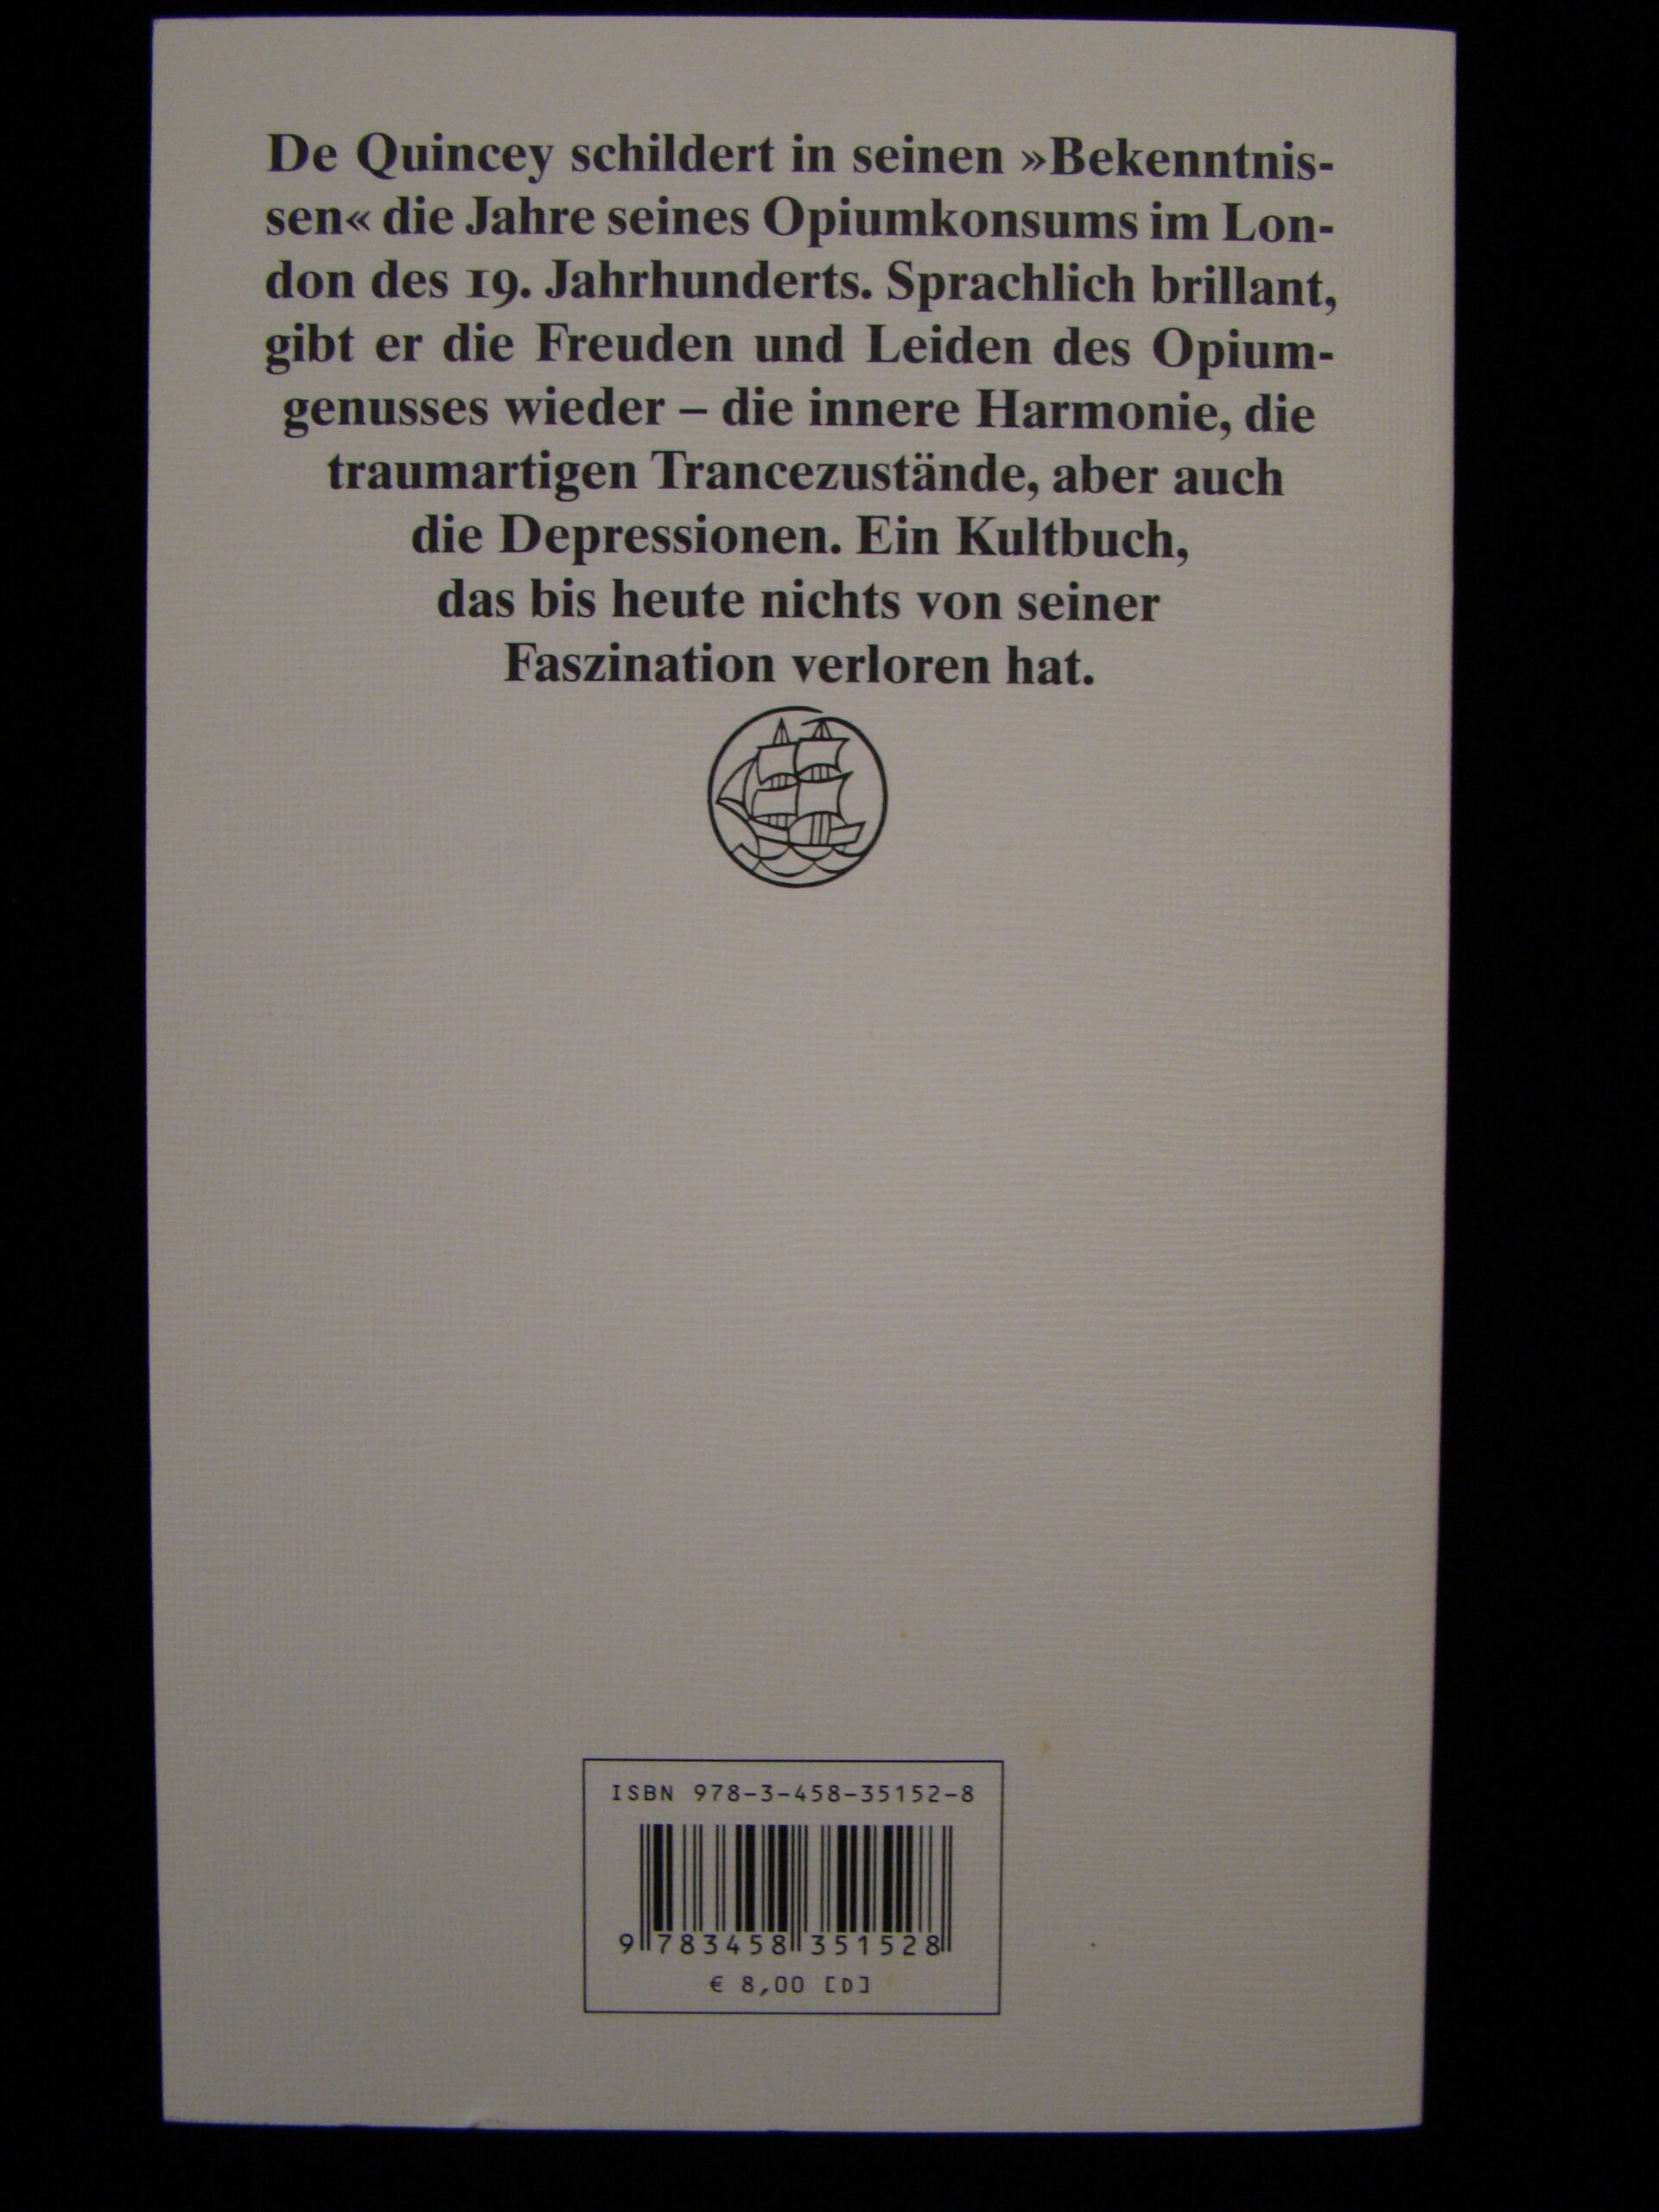 De Quincey schildert in seinen »Bekenntnis-
sen« die Jahre seines Opiumkonsums im Lon-
don des 19. Jahrhunderts. Sprachlich brillant,
gibt er die Freuden und Leiden des Opium-
genusses wieder – die innere Harmonie, die
traumartigen Trancezustände, aber auch
die Depressionen. Ein Kultbuch,
das bis heute nichts von seiner
Faszination verloren hat.
ISBN 978-3-458-35152-8
9 783458 351528
€ 8,00 [D]